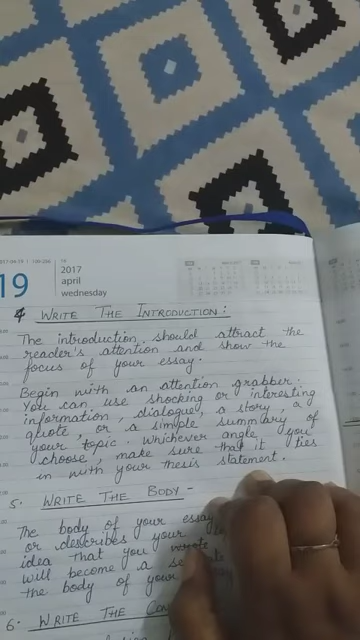 19
2017
april
wednesday
4 WRITE THE INTRODUCTION:
The introduction should attract the
reader's attention and show the
focus of your essay.
Begin with an attention grabber.
You can use shocking or interesting
information, dialogue, a story, a
quote, or a simple summary of
your topic. Whichever angle you
choose, make sure that it ties
in with your thesis statement.
5. WRITE THE BODY -
The body of your essay
or describes your
idea that you wrote
will become a
the body of your
6. WRITE THE